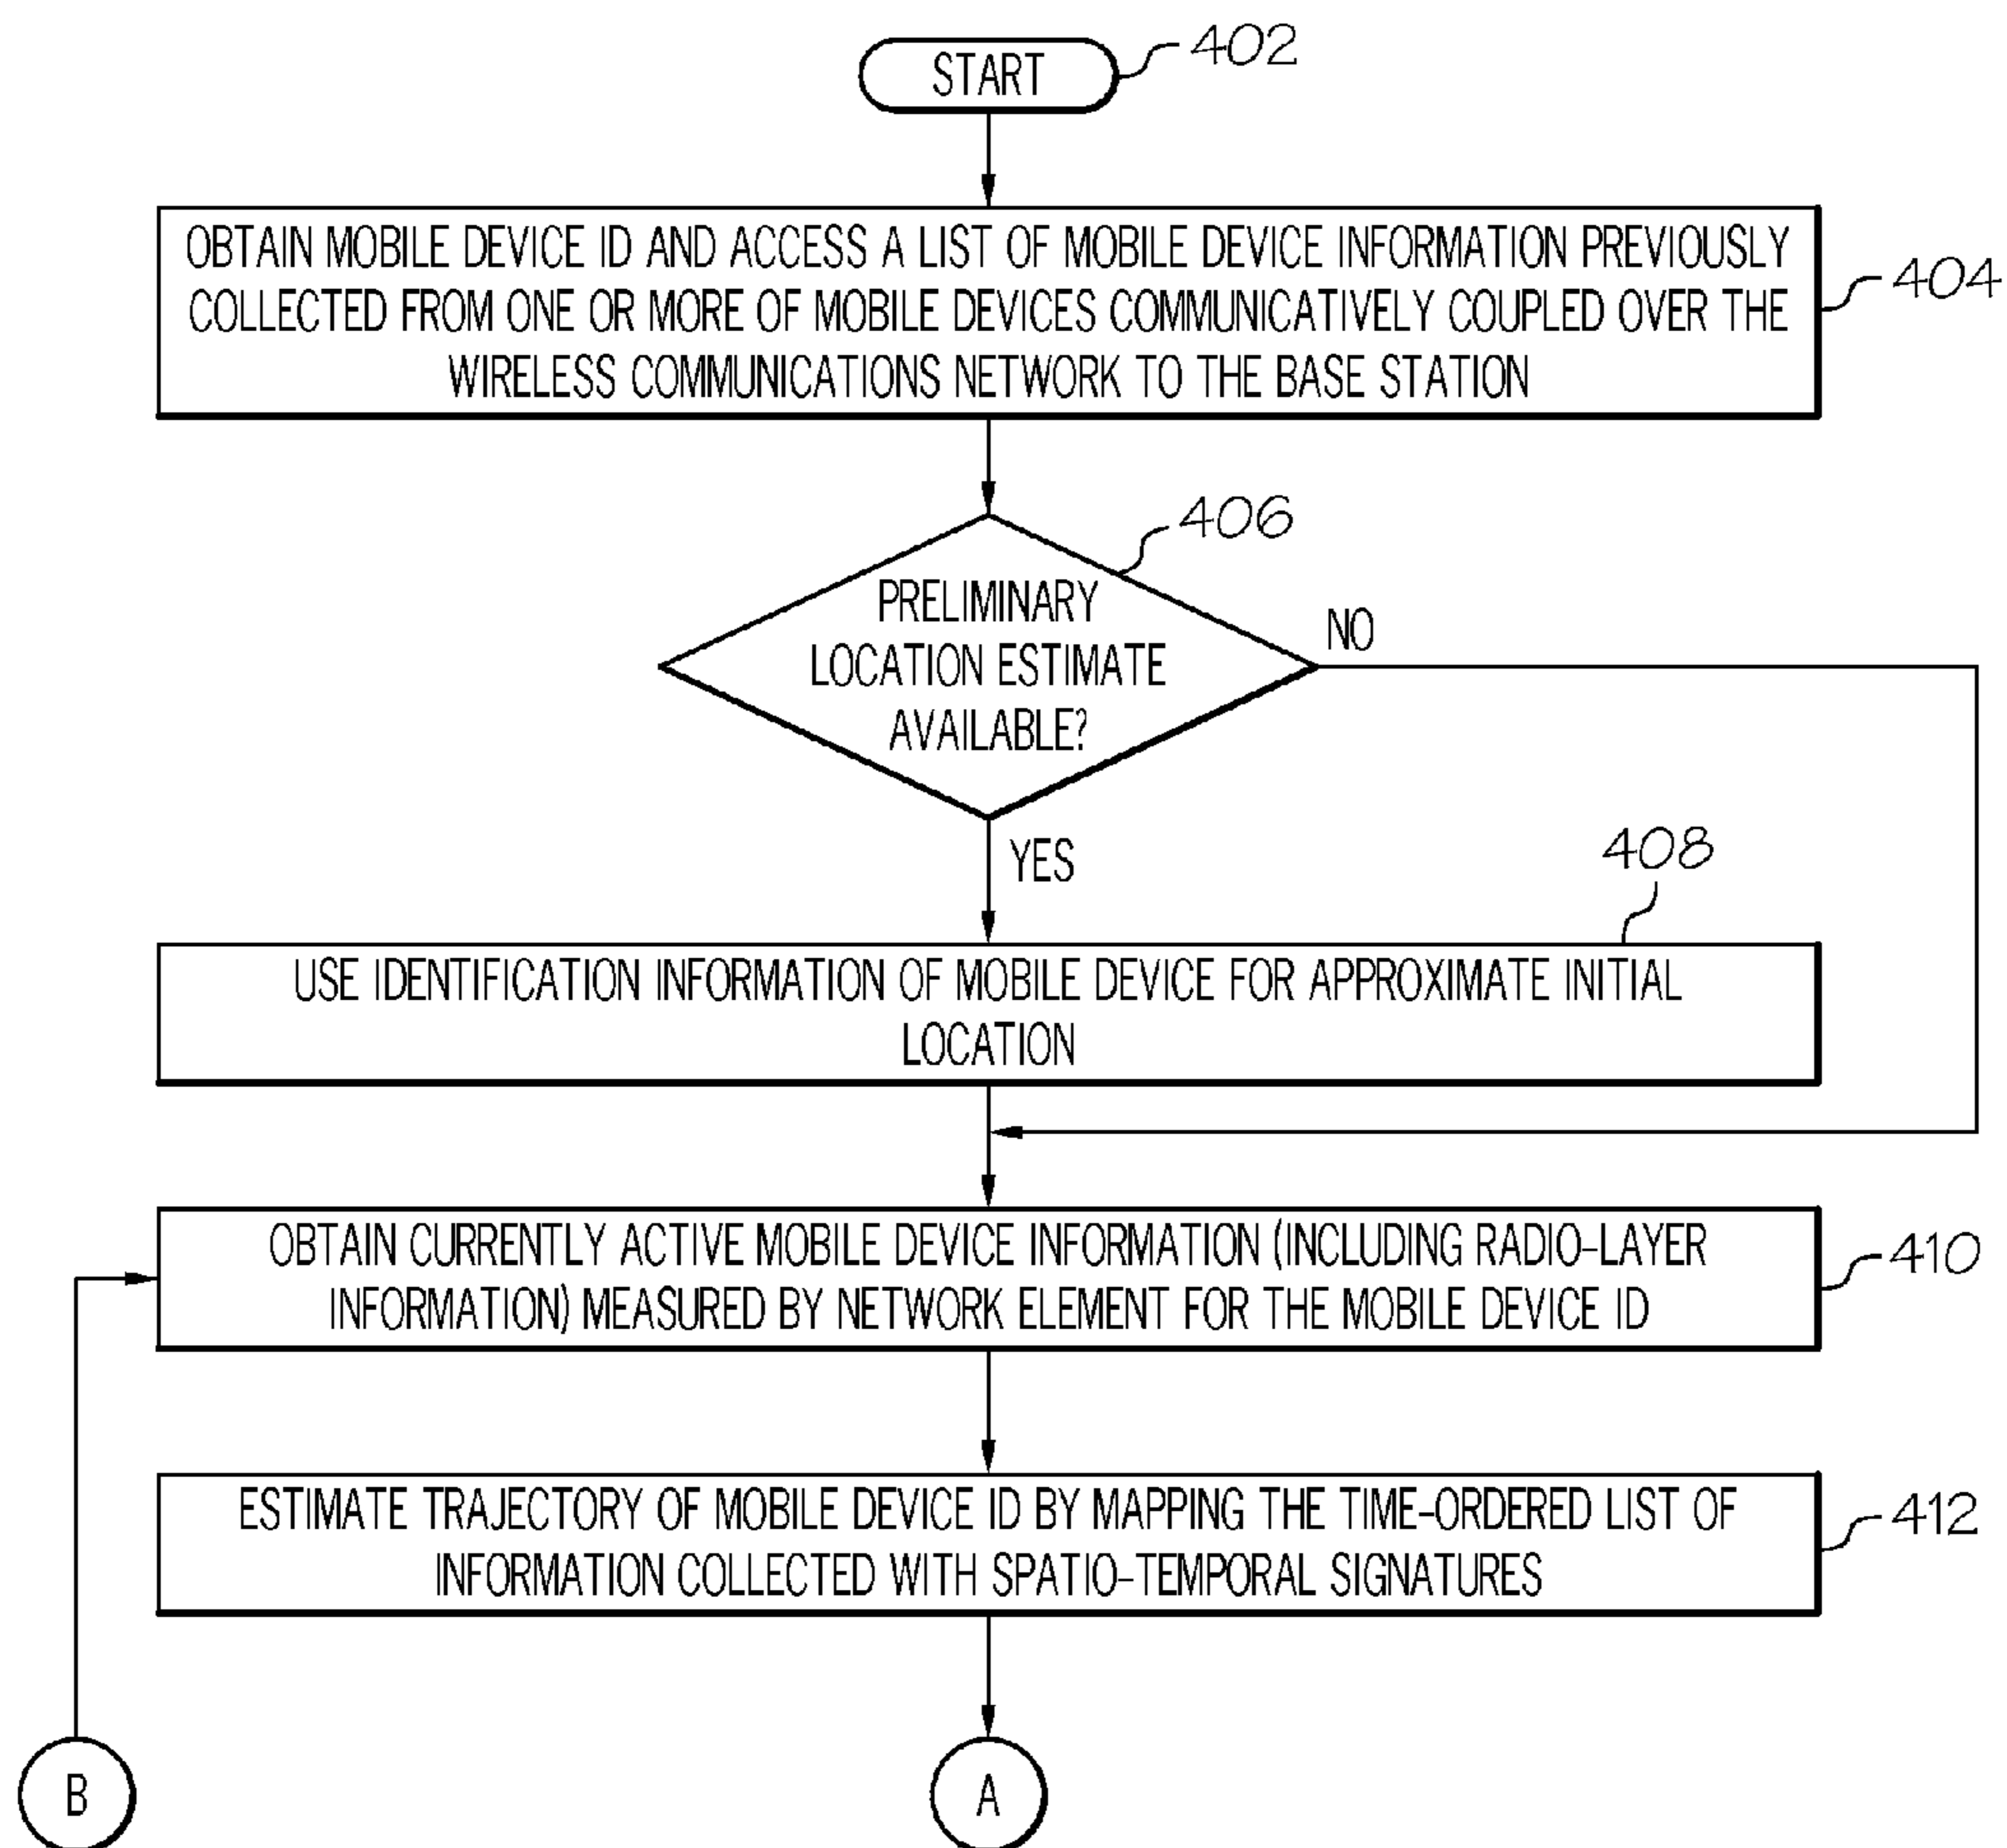 START
402
OBTAIN MOBILE DEVICE ID AND ACCESS A LIST OF MOBILE DEVICE INFORMATION PREVIOUSLY
COLLECTED FROM ONE OR MORE OF MOBILE DEVICES COMMUNICATIVELY COUPLED OVER THE
WIRELESS COMMUNICATIONS NETWORK TO THE BASE STATION
404
406
PRELIMINARY
LOCATION ESTIMATE
AVAILABLE?
NO
YES
408
USE IDENTIFICATION INFORMATION OF MOBILE DEVICE FOR APPROXIMATE INITIAL
LOCATION
OBTAIN CURRENTLY ACTIVE MOBILE DEVICE INFORMATION (INCLUDING RADIO-LAYER
INFORMATION) MEASURED BY NETWORK ELEMENT FOR THE MOBILE DEVICE ID
410
ESTIMATE TRAJECTORY OF MOBILE DEVICE ID BY MAPPING THE TIME-ORDERED LIST OF
INFORMATION COLLECTED WITH SPATIO-TEMPORAL SIGNATURES
412
B
A